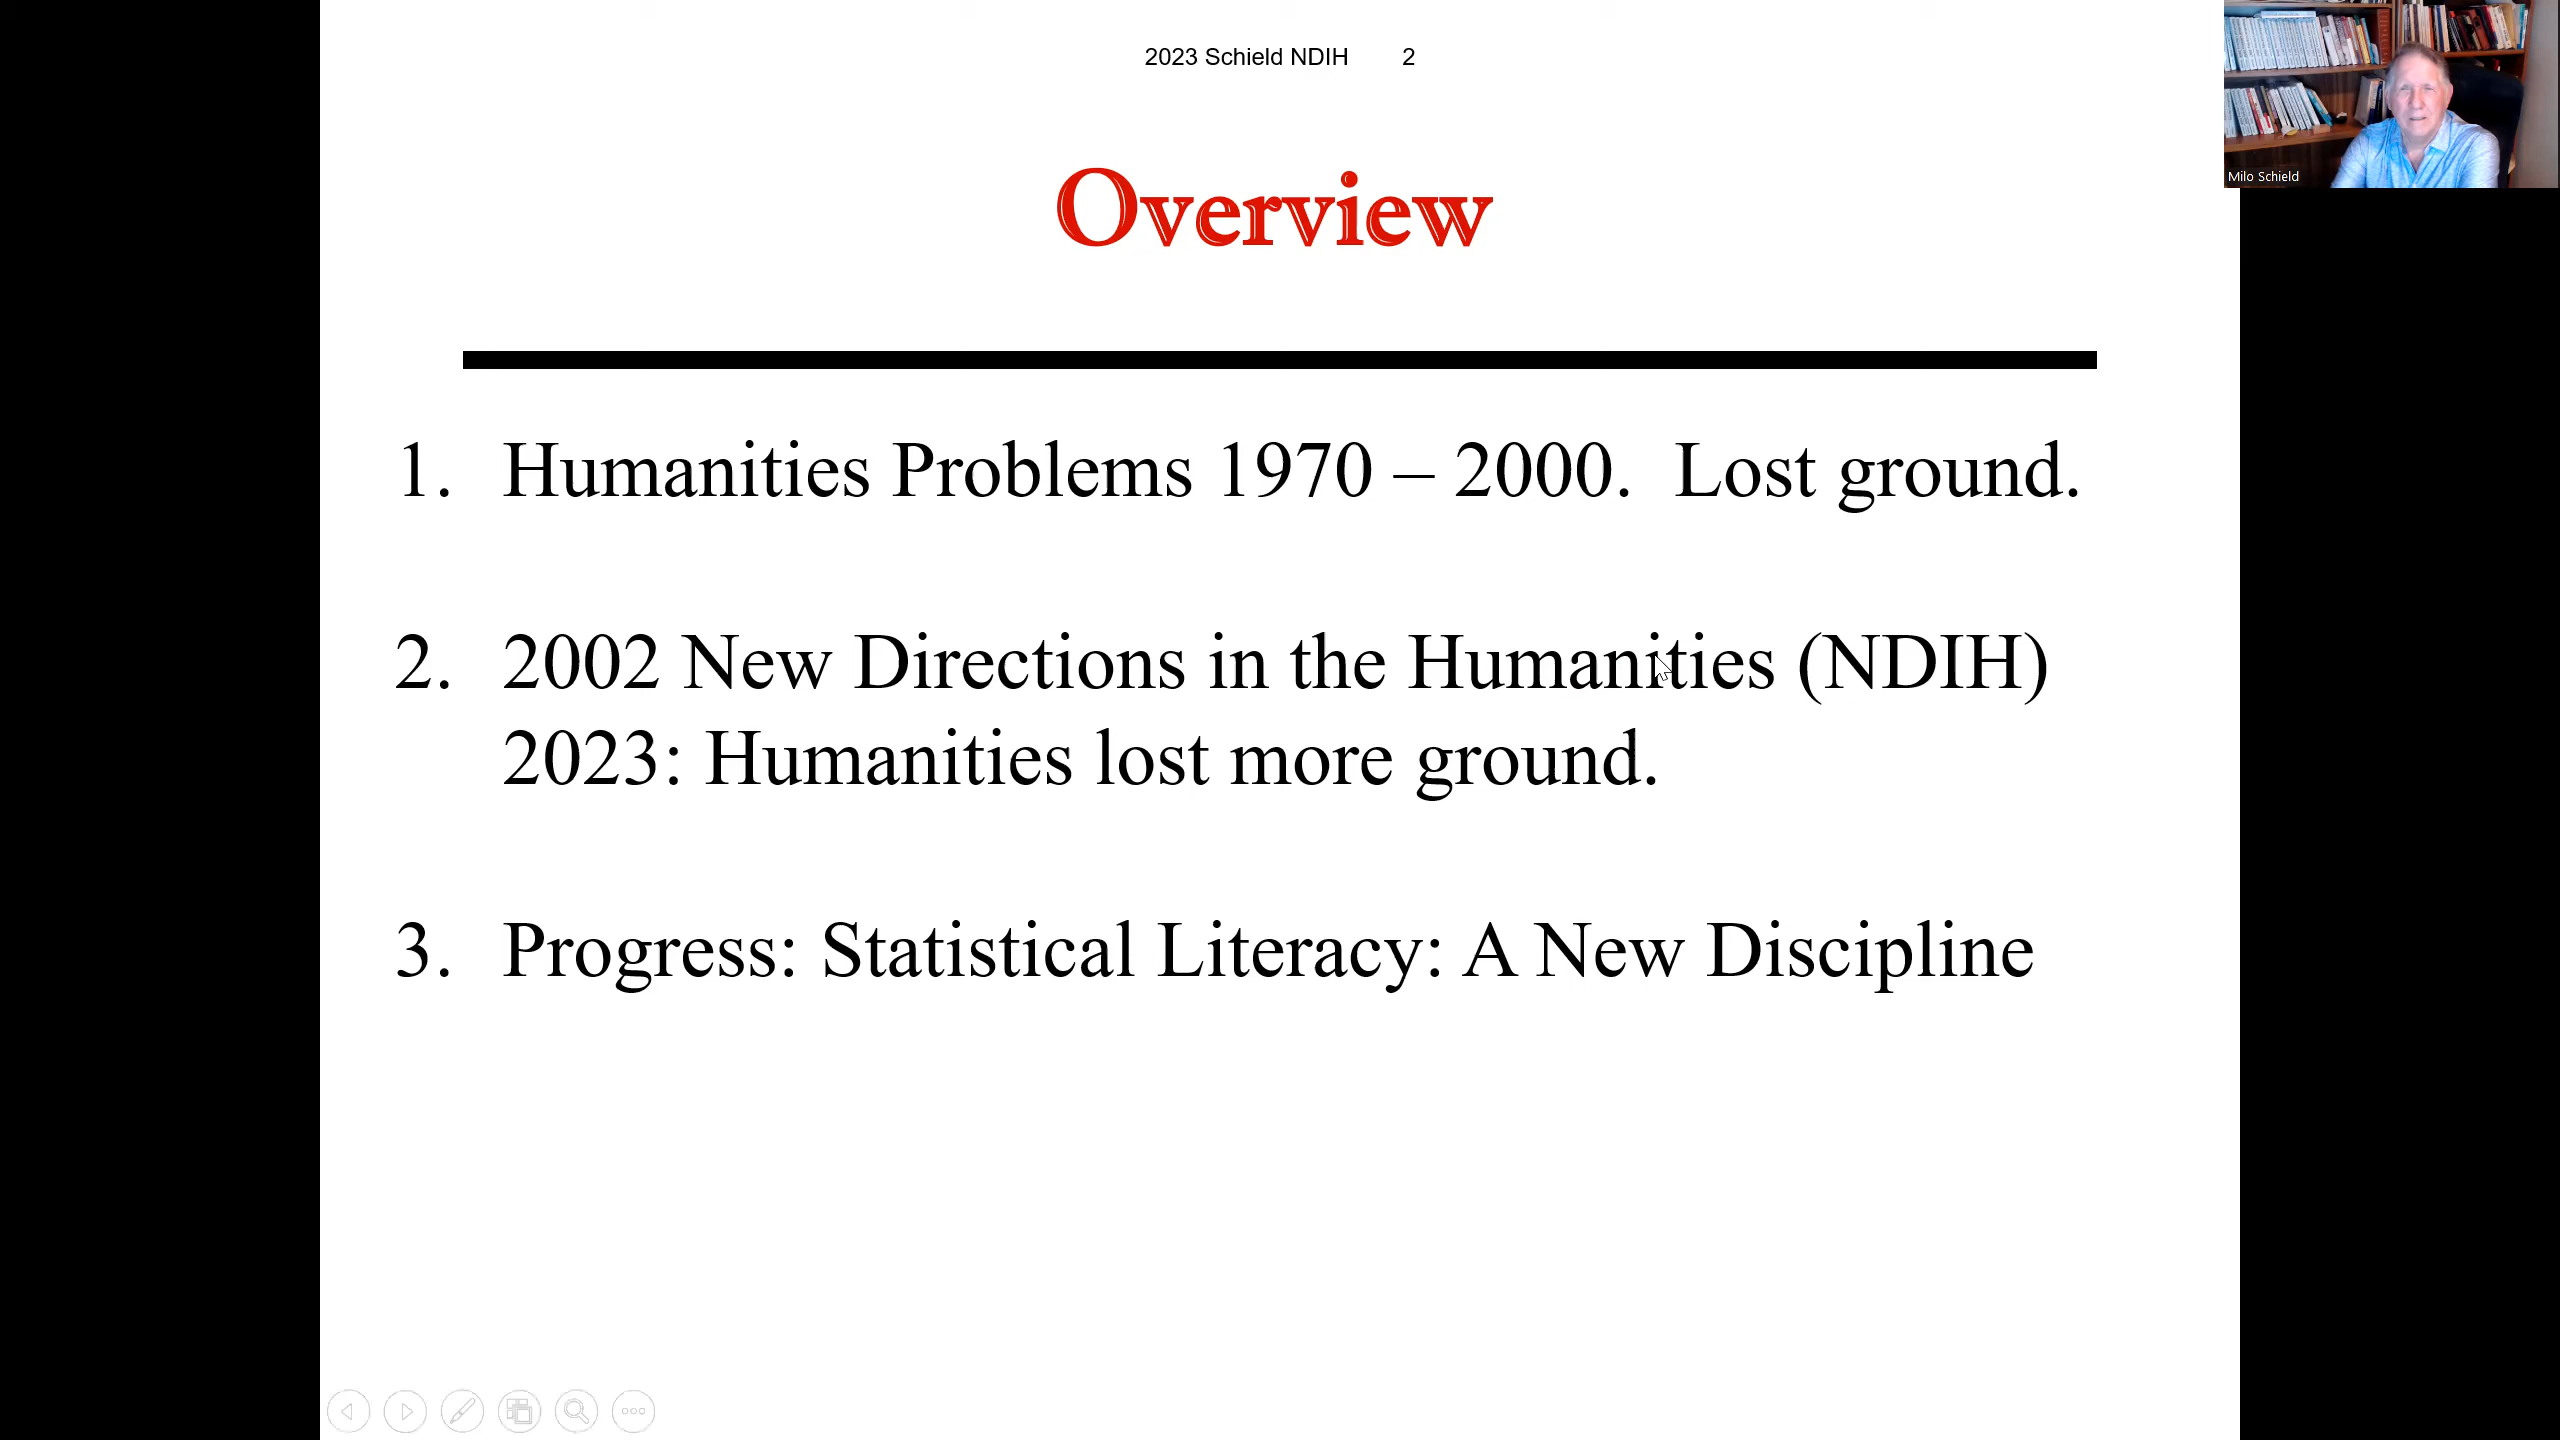 2023 Schield NDIH 2
Milo Schield
Overview
1. Humanities Problems 1970 – 2000. Lost ground.
2. 2002 New Directions in the Humanities (NDIH)
2023: Humanities lost more ground.
3. Progress: Statistical Literacy: A New Discipline